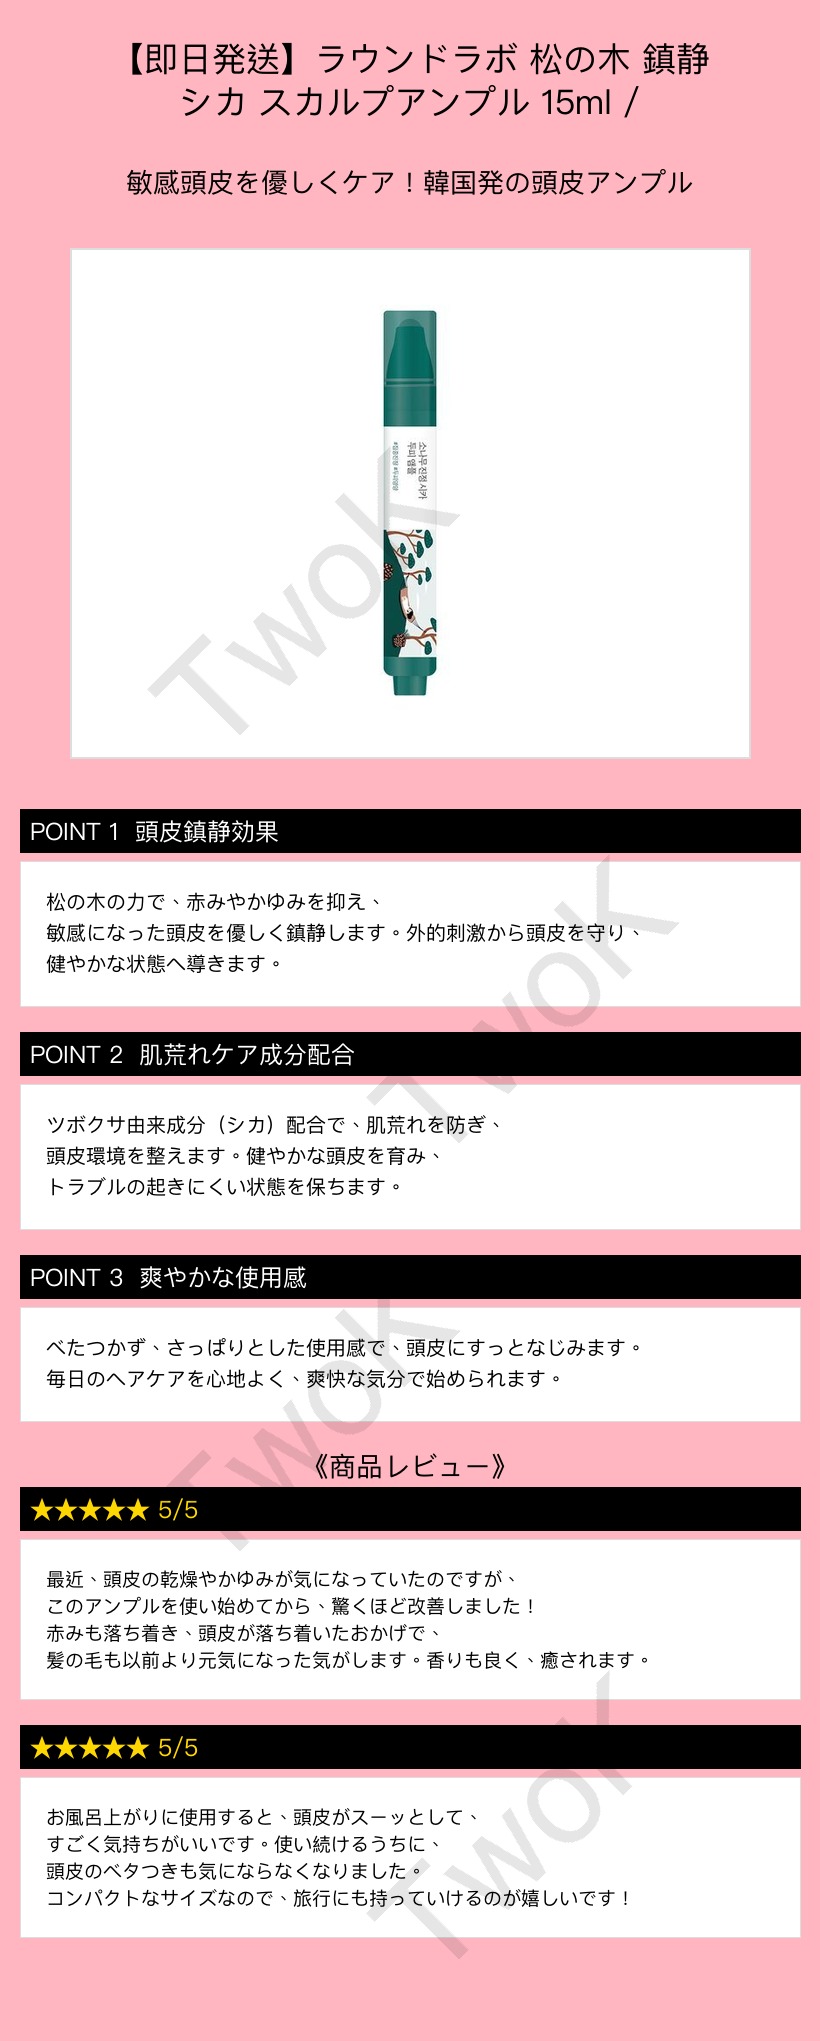 【即日発送】ラウンドラボ 松の木 鎮静
シカ スカルプアンプル 15ml /
敏感頭皮を優しくケア！韓国発の頭皮アンプル
소나무 진정 시카
두피 앰플
TwoK
POINT 1 頭皮鎮静効果
松の木の力で、赤みやかゆみを抑え、
敏感になった頭皮を優しく鎮静します。外的刺激から頭皮を守り、
健やかな状態へ導きます。
TwoK
POINT 2 肌荒れケア成分配合
ツボクサ由来成分（シカ）配合で、肌荒れを防ぎ、
頭皮環境を整えます。健やかな頭皮を育み、
トラブルの起きにくい状態を保ちます。
POINT 3 爽やかな使用感
べたつかず、さっぱりとした使用感で、頭皮にすっとなじみます。
毎日のヘアケアを心地よく、爽快な気分で始められます。
TwoK
《商品レビュー》
★★★★★ 5/5
最近、頭皮の乾燥やかゆみが気になっていたのですが、
このアンプルを使い始めてから、驚くほど改善しました！
赤みも落ち着き、頭皮が落ち着いたおかげで、
髪の毛も以前より元気になった気がします。香りも良く、癒されます。
★★★★★ 5/5
お風呂上がりに使用すると、頭皮がスーッとして、
すごく気持ちがいいです。使い続けるうちに、
頭皮のベタつきも気にならなくなりました。
コンパクトなサイズなので、旅行にも持っていけるのが嬉しいです！
TwoK